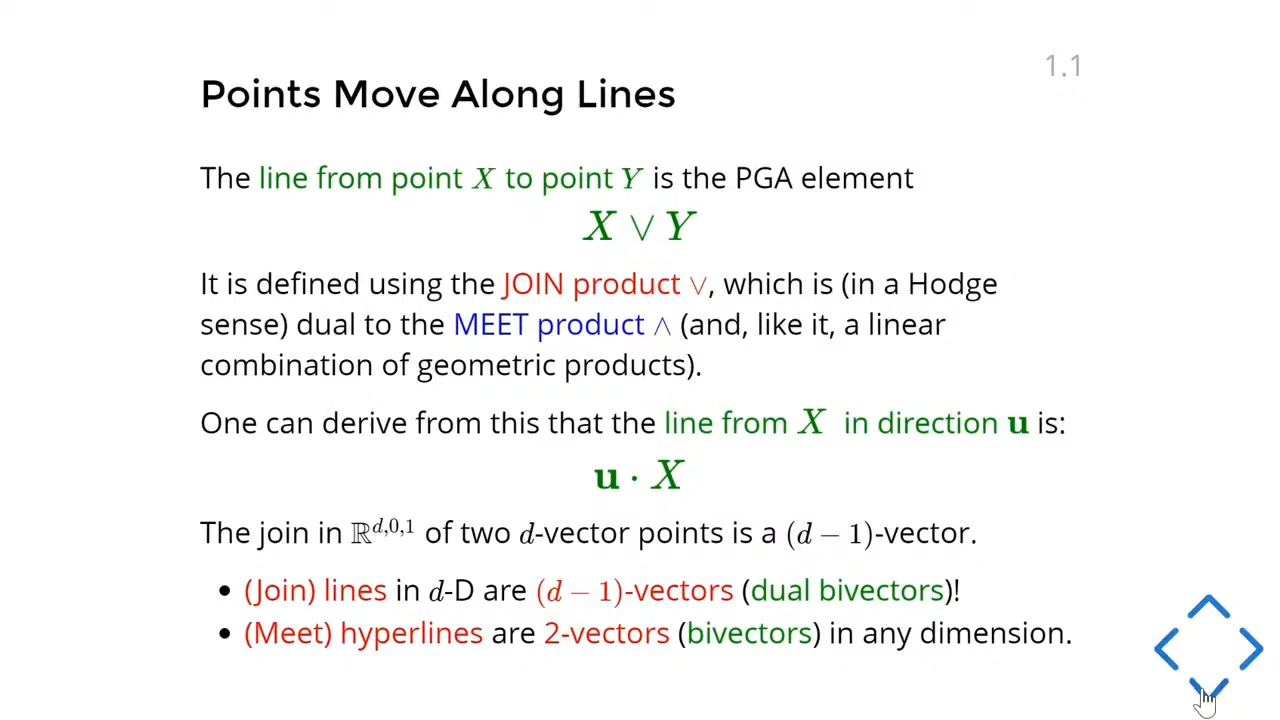 1.1
Points Move Along Lines
The line from point X to point Y is the PGA element
X ∨ Y
It is defined using the JOIN product ∨, which is (in a Hodge
sense) dual to the MEET product ∧ (and, like it, a linear
combination of geometric products).
One can derive from this that the line from X in direction 𝐮 is:
𝐮 · X
The join in ℝ^{d,0,1} of two d-vector points is a (d − 1)-vector.
• (Join) lines in d-D are (d − 1)-vectors (dual bivectors)!
• (Meet) hyperlines are 2-vectors (bivectors) in any dimension.